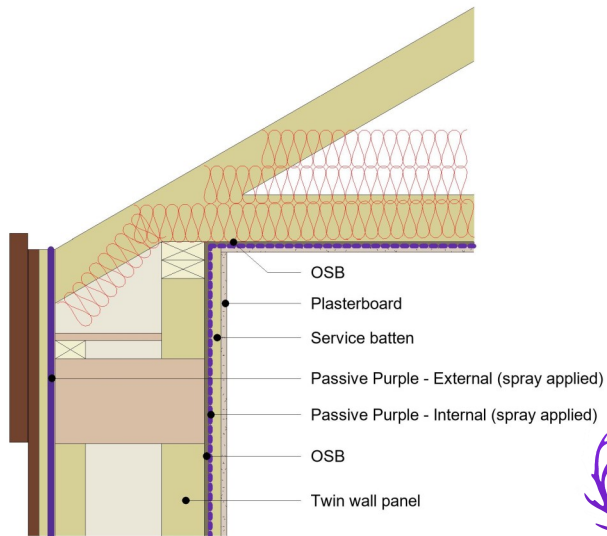 OSB
Plasterboard
Service batten
Passive Purple - External (spray applied)
Passive Purple - Internal (spray applied)
OSB
Twin wall panel